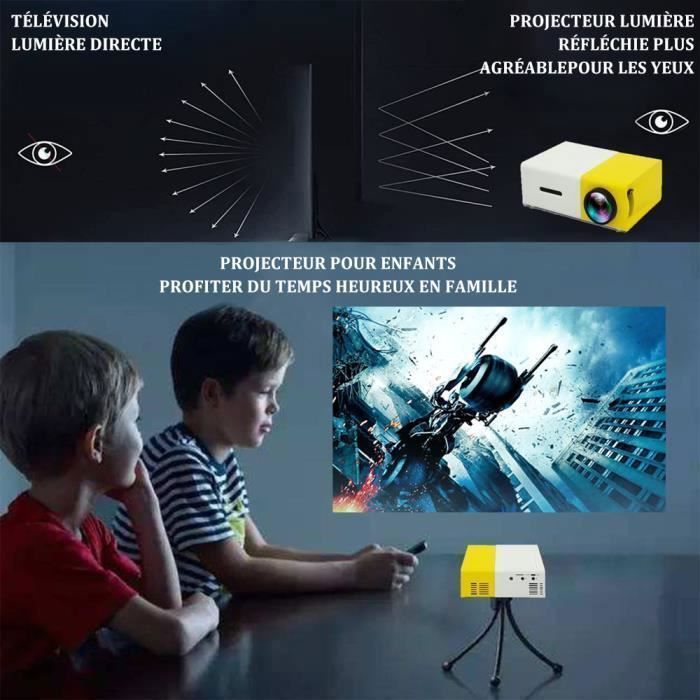 TÉLÉVISION
LUMIÈRE DIRECTE
PROJECTEUR LUMIÈRE
RÉFLÉCHIE PLUS
AGRÉABLEPOUR LES YEUX
PROJECTEUR POUR ENFANTS
PROFITER DU TEMPS HEUREUX EN FAMILLE